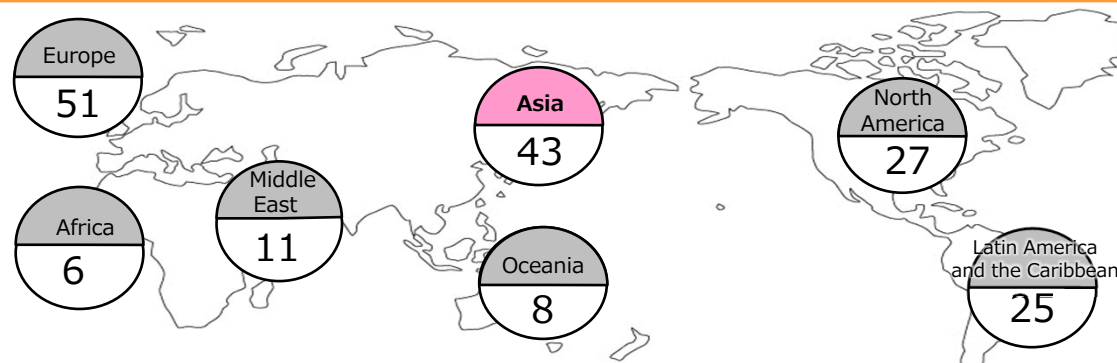 Europe
51
Asia
43
North
America
27
Middle
East
11
Africa
6
Oceania
8
Latin America
and the Caribbean
25